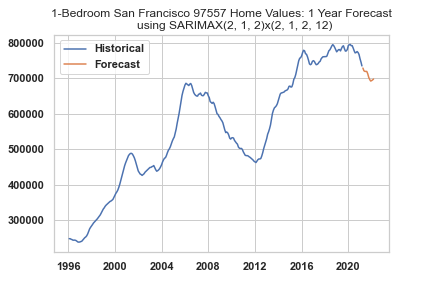 1-Bedroom San Francisco 97557 Home Values: 1 Year Forecast
using SARIMAX(2, 1, 2)x(2, 1, 2, 12)
Historical
Forecast
800000
700000
600000
500000
400000
300000
1996 2000 2004 2008 2012 2016 2020